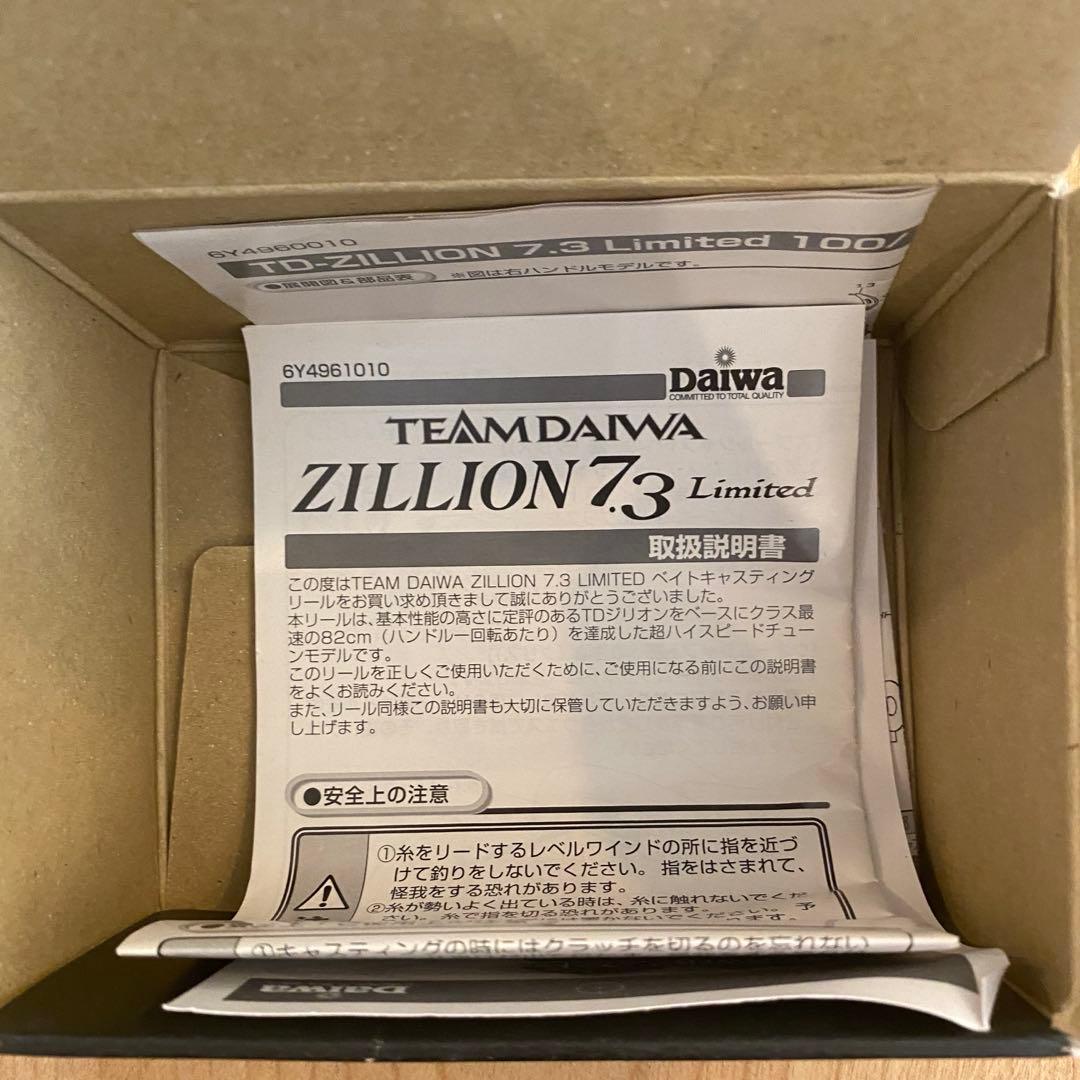 6Y4960010
TD-ZILLION 7.3 Limited 100/
●展開図&部品表 ※図は右ハンドルモデルです。
6Y4961010
Daiwa
COMMITTED TO TOTAL QUALITY
TEAM DAIWA
ZILLION 7.3 Limited
取扱説明書
この度はTEAM DAIWA ZILLION 7.3 LIMITED ベイトキャスティング
リールをお買い求め頂きまして誠にありがとうございました。
本リールは、基本性能の高さに定評のあるTDジリオンをベースにクラス最
速の82cm（ハンドル一回転あたり）を達成した超ハイスピードチュー
ンモデルです。
このリールを正しくご使用いただくために、ご使用になる前にこの説明書
をよくお読みください。
また、リール同様この説明書も大切に保管していただきますよう、お願い申
し上げます。
●安全上の注意
①糸をリードするレベルワインドの所に指を近づ
けて釣りをしないでください。指をはさまれて、
怪我をする恐れがあります。
②糸が勢いよく出ている時は、糸に触れないでくだ
さい。糸で指を切る恐れがあります。
①キャスティングの時にはクラッチを切るのを忘れない
Daiwa